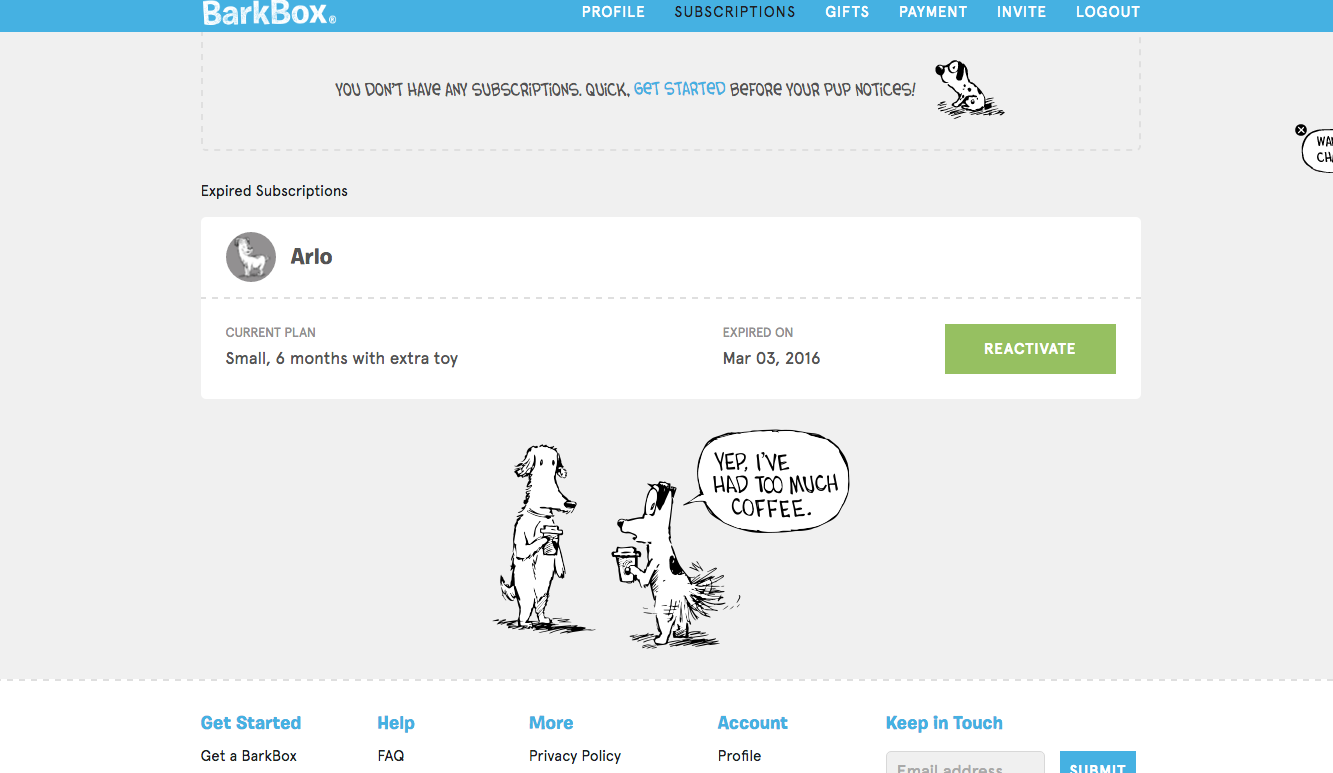 BarkBox®
PROFILE SUBSCRIPTIONS GIFTS PAYMENT INVITE LOGOUT
YOU DON'T HAVE ANY SUBSCRIPTIONS. QUICK, GET STARTED BEFORE YOUR PUP NOTICES!
Expired Subscriptions
Arlo
CURRENT PLAN
Small, 6 months with extra toy
EXPIRED ON
Mar 03, 2016
REACTIVATE
YEP, I'VE
HAD TOO MUCH
COFFEE.
Get Started
Get a BarkBox
Help
FAQ
More
Privacy Policy
Account
Profile
Keep in Touch
Email address
SUBMIT